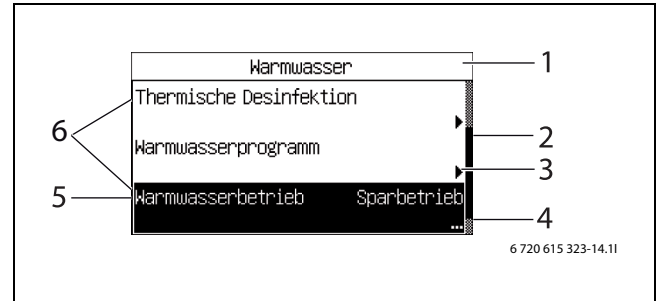 Warmwasser
1
Thermische Desinfektion
6
2
Warmwasserprogramm
3
5
Warmwasserbetrieb Sparbetrieb
...
4
6 720 615 323-14.1I